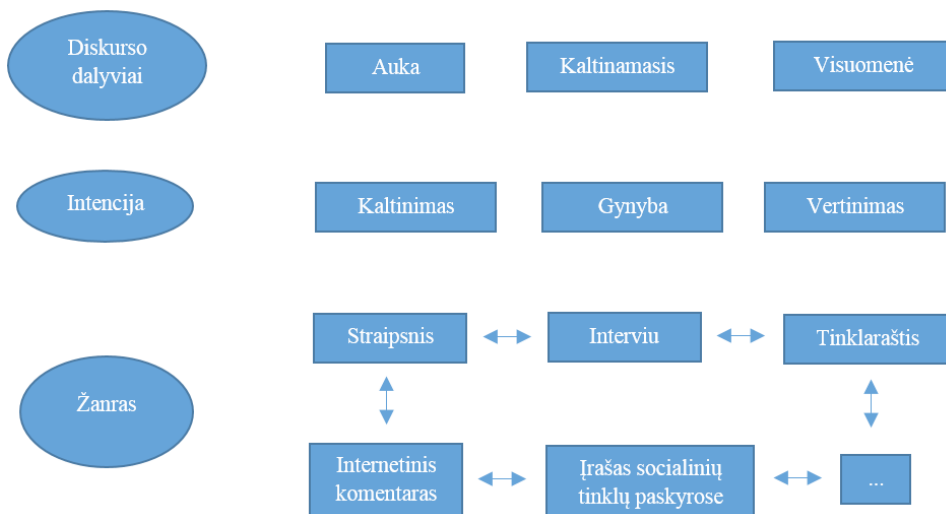 Diskurso
dalyviai
Auka
Kaltinamasis
Visuomenė
Intencija
Kaltinimas
Gynyba
Vertinimas
Žanras
Straipsnis
Interviu
Tinklaraštis
Internetinis
komentaras
Įrašas socialinių
tinklų paskyrose
...